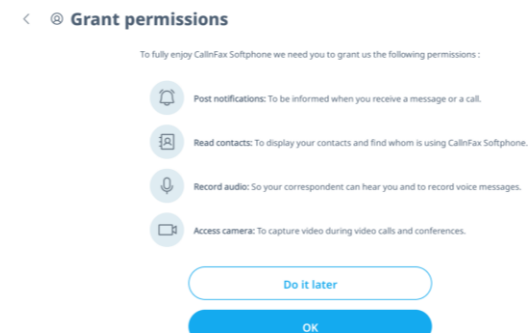 Grant permissions
To fully enjoy CallnFax Softphone we need you to grant us the following permissions :
Post notifications: To be informed when you receive a message or a call.
Read contacts: To display your contacts and find whom is using CallnFax Softphone.
Record audio: So your correspondent can hear you and to record voice messages.
Access camera: To capture video during video calls and conferences.
Do it later
OK